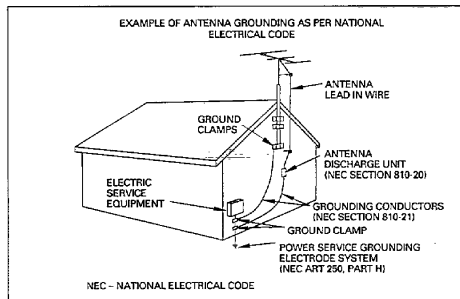 EXAMPLE OF ANTENNA GROUNDING AS PER NATIONAL
ELECTRICAL CODE
ANTENNA
LEAD IN WIRE
GROUND
CLAMPS
ANTENNA
DISCHARGE UNIT
(NEC SECTION 810-20)
ELECTRIC
SERVICE
EQUIPMENT
GROUNDING CONDUCTORS
(NEC SECTION 810-21)
GROUND CLAMP
POWER SERVICE GROUNDING
ELECTRODE SYSTEM
(NEC ART 250, PART H)
NEC – NATIONAL ELECTRICAL CODE